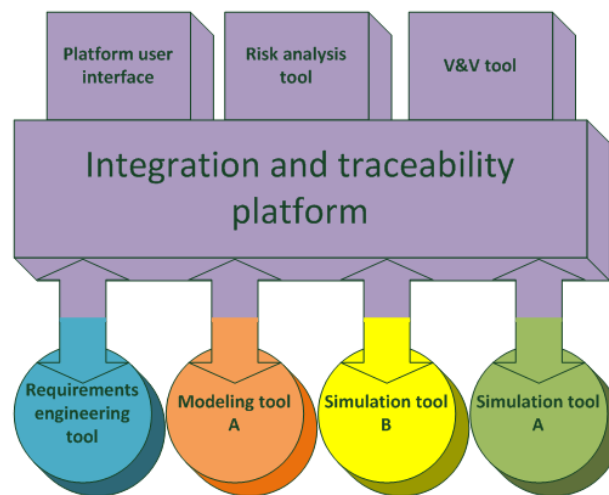 Platform user
interface
Risk analysis
tool
V&V tool
Integration and traceability
platform
Requirements
engineering
tool
Modeling tool
A
Simulation tool
B
Simulation tool
A